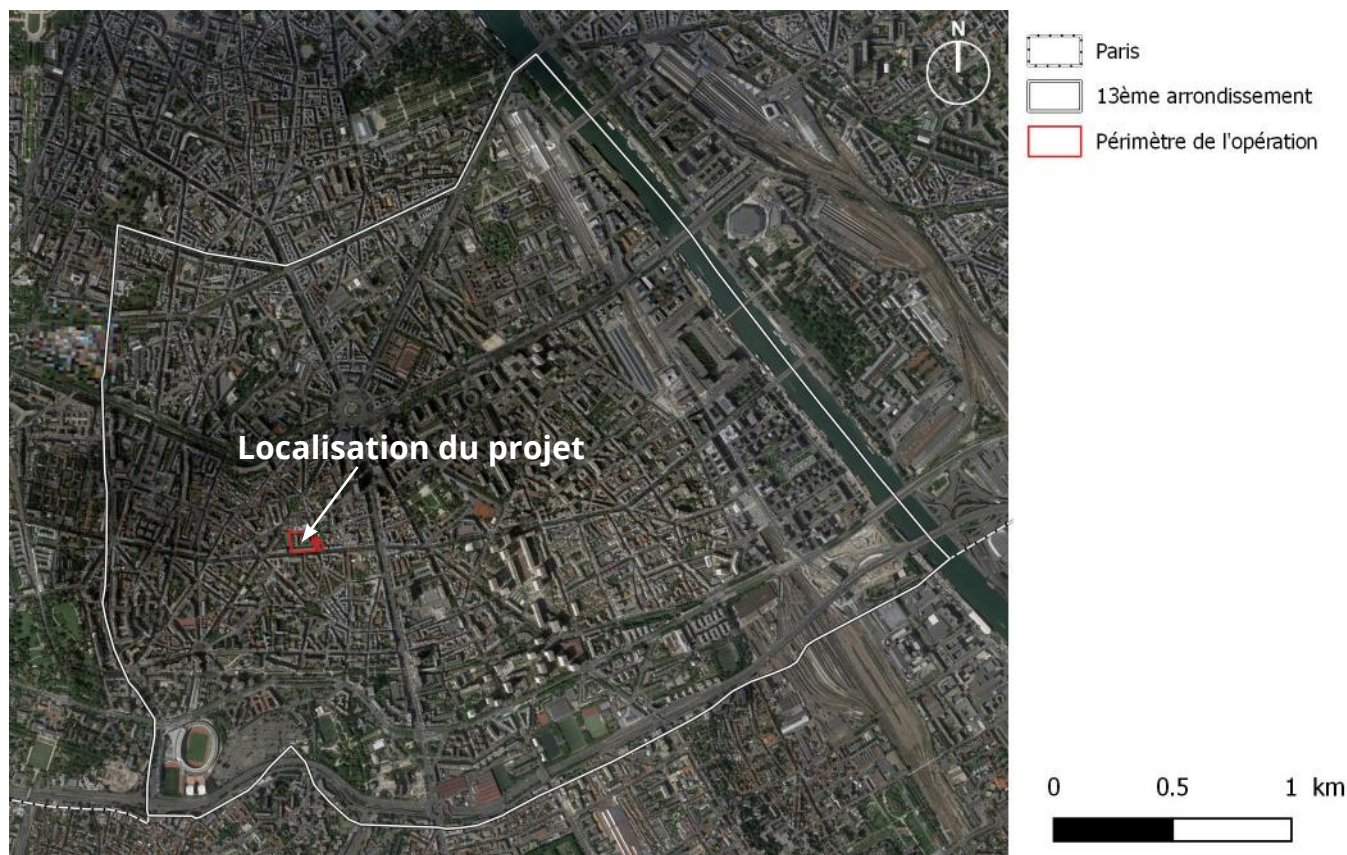 N
Paris
13ème arrondissement
Périmètre de l'opération
Localisation du projet
0 0.5 1 km